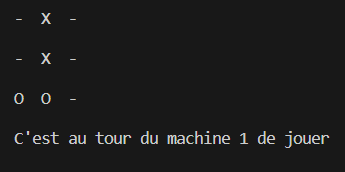 - X -
- X -
O O -
C'est au tour du machine 1 de jouer